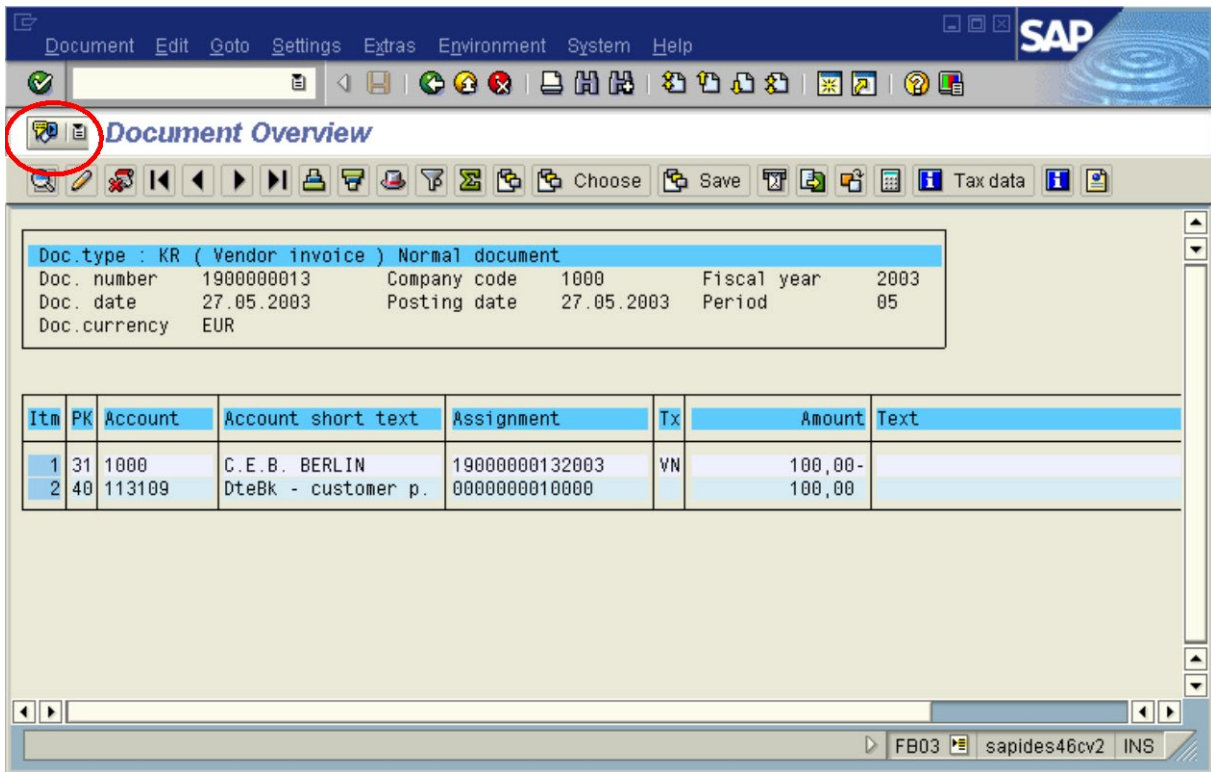 Document Edit Goto Settings Extras Environment System Help
SAP
Document Overview
Choose Save Tax data
Doc.type : KR ( Vendor invoice ) Normal document
Doc. number 1900000013 Company code 1000 Fiscal year 2003
Doc. date 27.05.2003 Posting date 27.05.2003 Period 05
Doc.currency EUR
Itm PK Account Account short text Assignment Tx Amount Text
1 31 1000 C.E.B. BERLIN 19000000132003 VN 100,00-
2 40 113109 DteBk - customer p. 0000000010000 100,00
FB03 sapides46cv2 INS